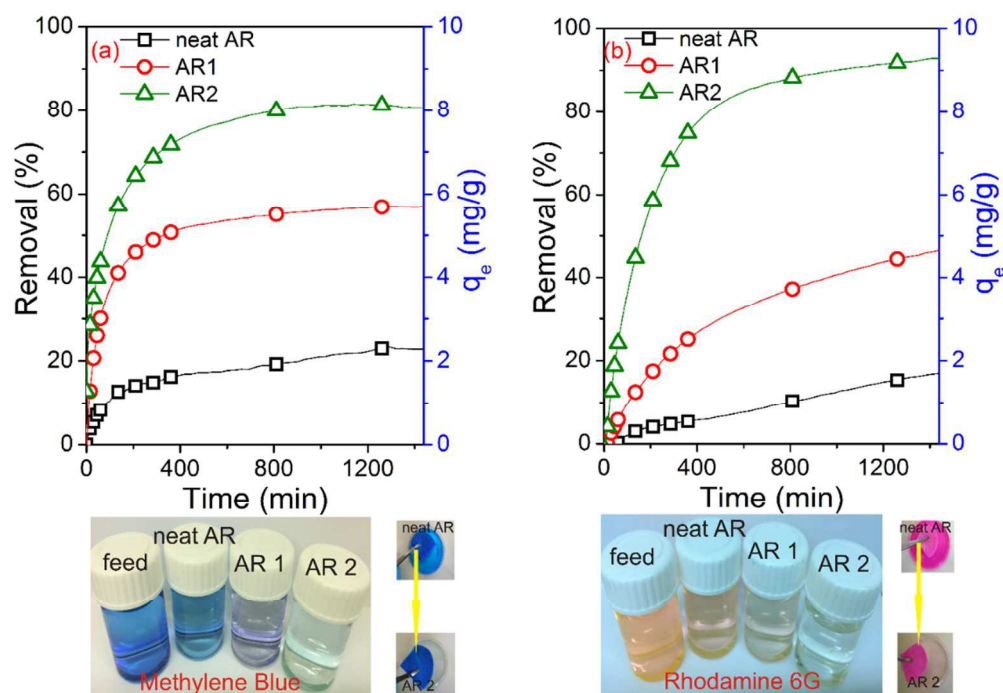 (a)
neat AR
AR1
AR2
Removal (%)
100
80
60
40
20
0
10
8
6
4
2
0
qₑ (mg/g)
0 400 800 1200
Time (min)
(b)
neat AR
AR1
AR2
Removal (%)
100
80
60
40
20
0
10
8
6
4
2
0
qₑ (mg/g)
0 400 800 1200
Time (min)
feed
neat AR
AR 1
AR 2
Methylene Blue
neat AR
AR 2
feed
neat AR
AR 1
AR 2
Rhodamine 6G
neat AR
AR 2